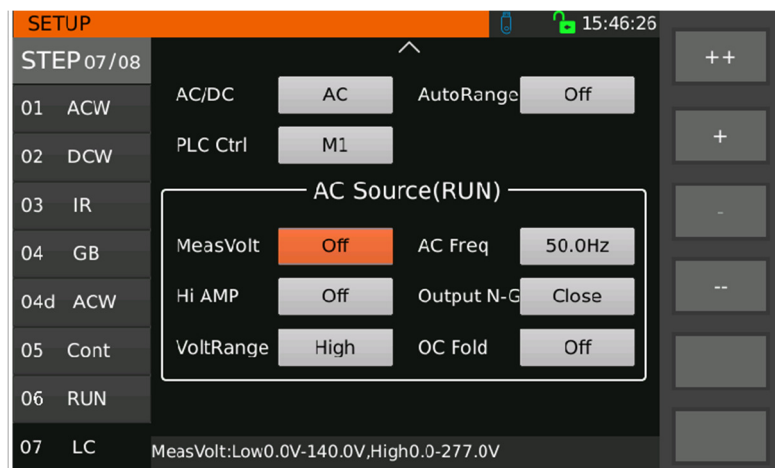 SETUP 15:46:26
STEP 07/08
01 ACW
02 DCW
03 IR
04 GB
04d ACW
05 Cont
06 RUN
07 LC
AC/DC AC AutoRange Off
PLC Ctrl M1
AC Source(RUN)
MeasVolt Off AC Freq 50.0Hz
Hi AMP Off Output N-G Close
VoltRange High OC Fold Off
MeasVolt:Low0.0V-140.0V,High0.0-277.0V
++
+
-
--